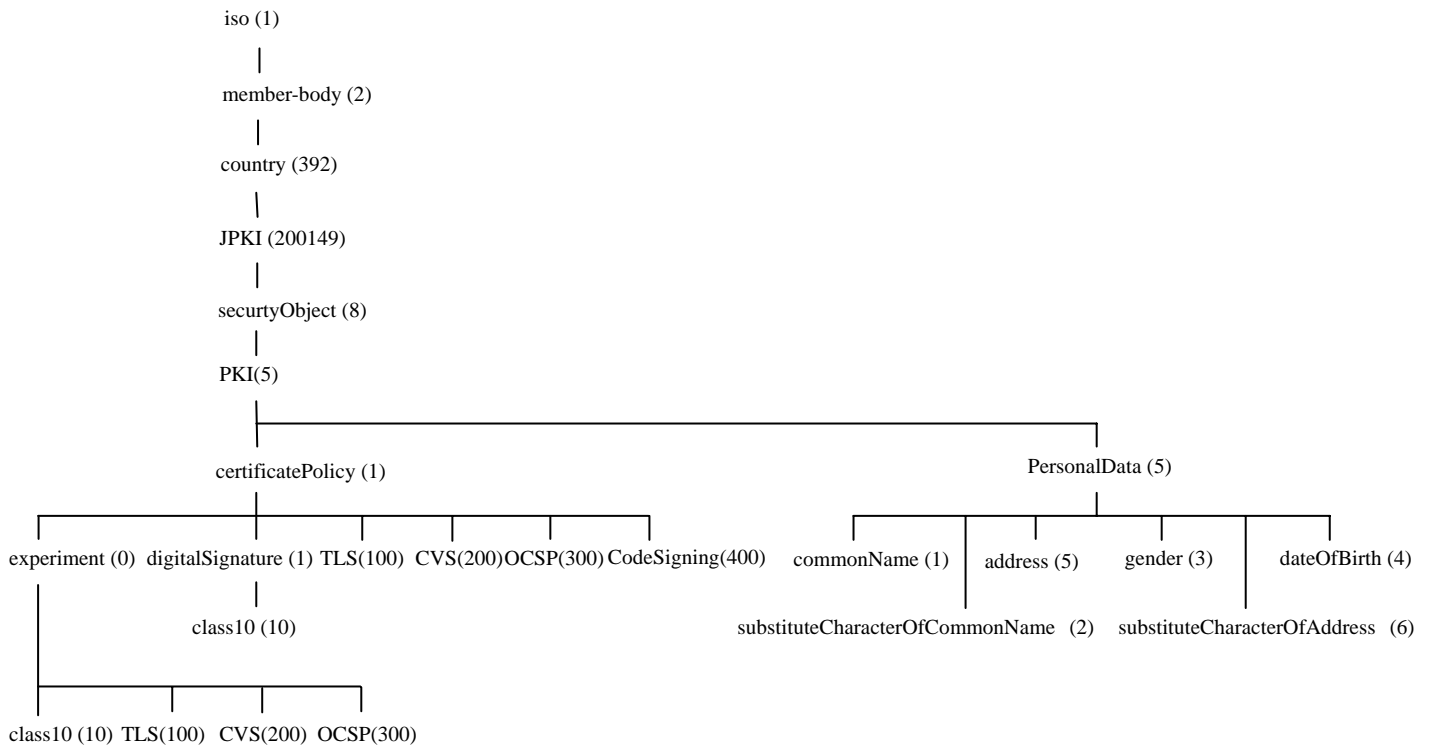 iso (1)
member-body (2)
country (392)
JPKI (200149)
securtyObject (8)
PKI(5)
certificatePolicy (1)
PersonalData (5)
experiment (0) digitalSignature (1) TLS(100) CVS(200) OCSP(300) CodeSigning(400)
commonName (1) address (5) gender (3) dateOfBirth (4)
class10 (10)
substituteCharacterOfCommonName (2) substituteCharacterOfAddress (6)
class10 (10) TLS(100) CVS(200) OCSP(300)